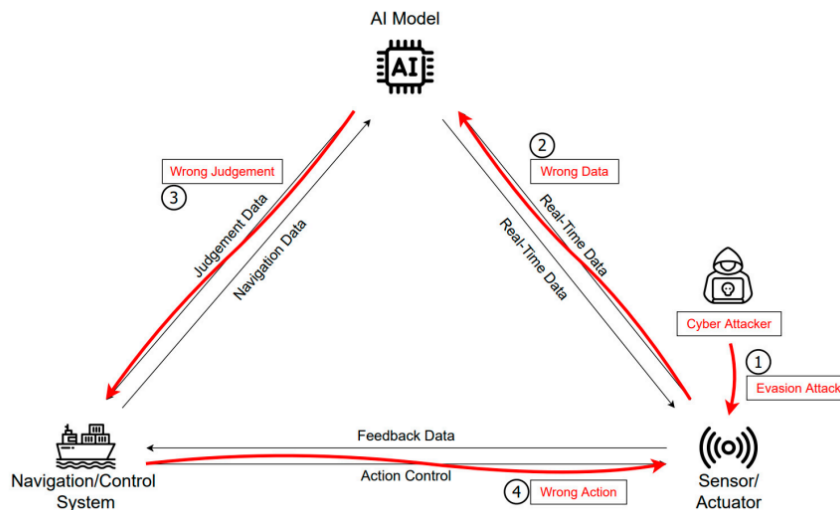 AI Model
AI
2
Wrong Judgement
Wrong Data
3
Judgement Data
Navigation Data
Real-Time Data
Real-Time Data
Cyber Attacker
1
Evasion Attack
Feedback Data
Navigation/Control
System
Action Control
4
Wrong Action
Sensor/
Actuator